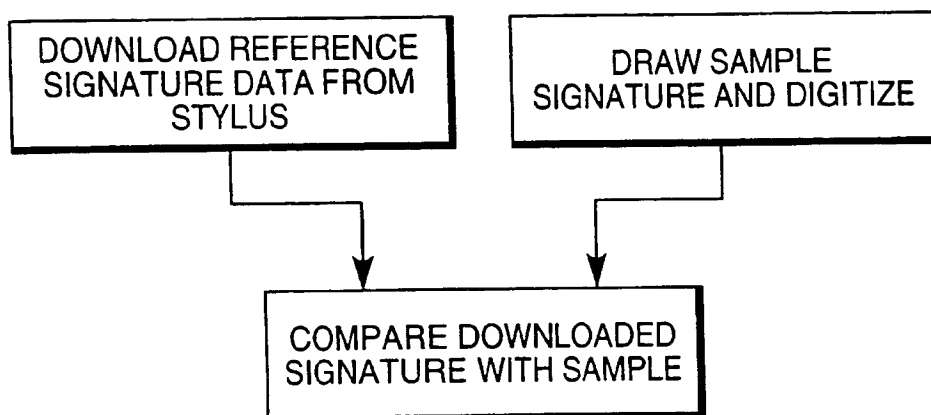 DOWNLOAD REFERENCE
SIGNATURE DATA FROM
STYLUS
DRAW SAMPLE
SIGNATURE AND DIGITIZE
COMPARE DOWNLOADED
SIGNATURE WITH SAMPLE